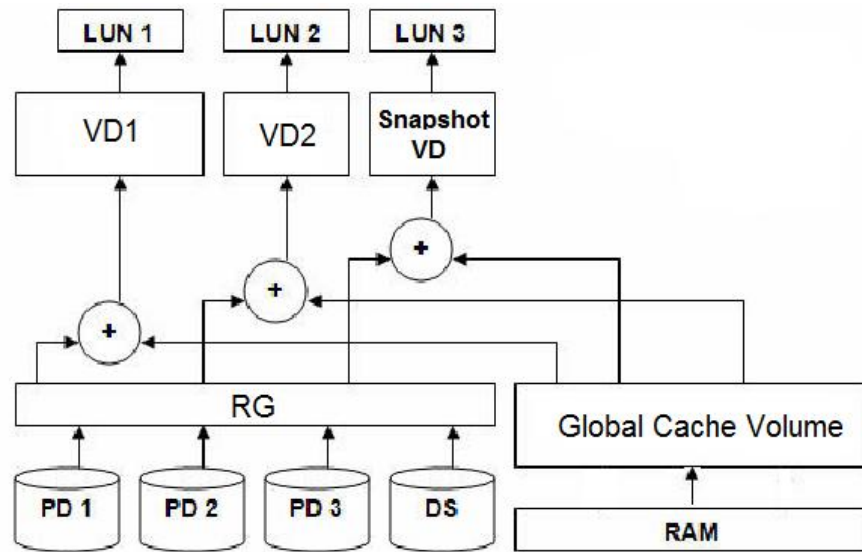 LUN 1
LUN 2
LUN 3
VD1
VD2
Snapshot
VD
+
+
+
RG
Global Cache Volume
PD 1
PD 2
PD 3
DS
RAM